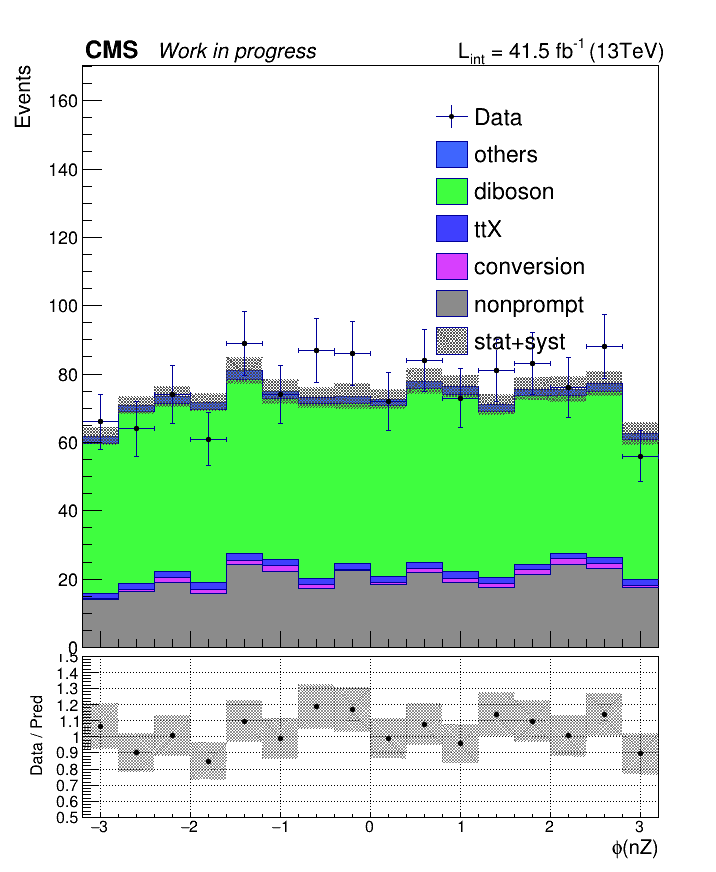 CMS Work in progress L_int = 41.5 fb^-1 (13TeV)
Events
160
140
120
100
80
60
40
20
0
Data
others
diboson
ttX
conversion
nonprompt
stat+syst
Data / Pred
1.5
1.4
1.3
1.2
1.1
1
0.9
0.8
0.7
0.6
0.5
−3 −2 −1 0 1 2 3
ϕ(nZ)